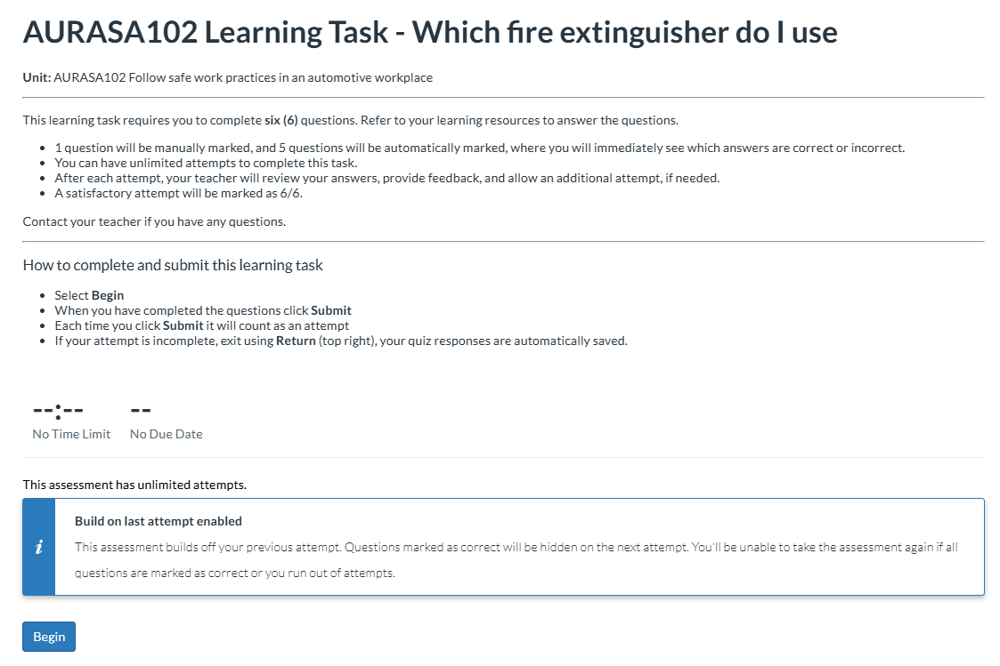 AURASA102 Learning Task - Which fire extinguisher do I use
Unit: AURASA102 Follow safe work practices in an automotive workplace
This learning task requires you to complete six (6) questions. Refer to your learning resources to answer the questions.
• 1 question will be manually marked, and 5 questions will be automatically marked, where you will immediately see which answers are correct or incorrect.
• You can have unlimited attempts to complete this task.
• After each attempt, your teacher will review your answers, provide feedback, and allow an additional attempt, if needed.
• A satisfactory attempt will be marked as 6/6.
Contact your teacher if you have any questions.
How to complete and submit this learning task
• Select Begin
• When you have completed the questions click Submit
• Each time you click Submit it will count as an attempt
• If your attempt is incomplete, exit using Return (top right), your quiz responses are automatically saved.
--:-- --
No Time Limit No Due Date
This assessment has unlimited attempts.
Build on last attempt enabled
i
This assessment builds off your previous attempt. Questions marked as correct will be hidden on the next attempt. You'll be unable to take the assessment again if all
questions are marked as correct or you run out of attempts.
Begin